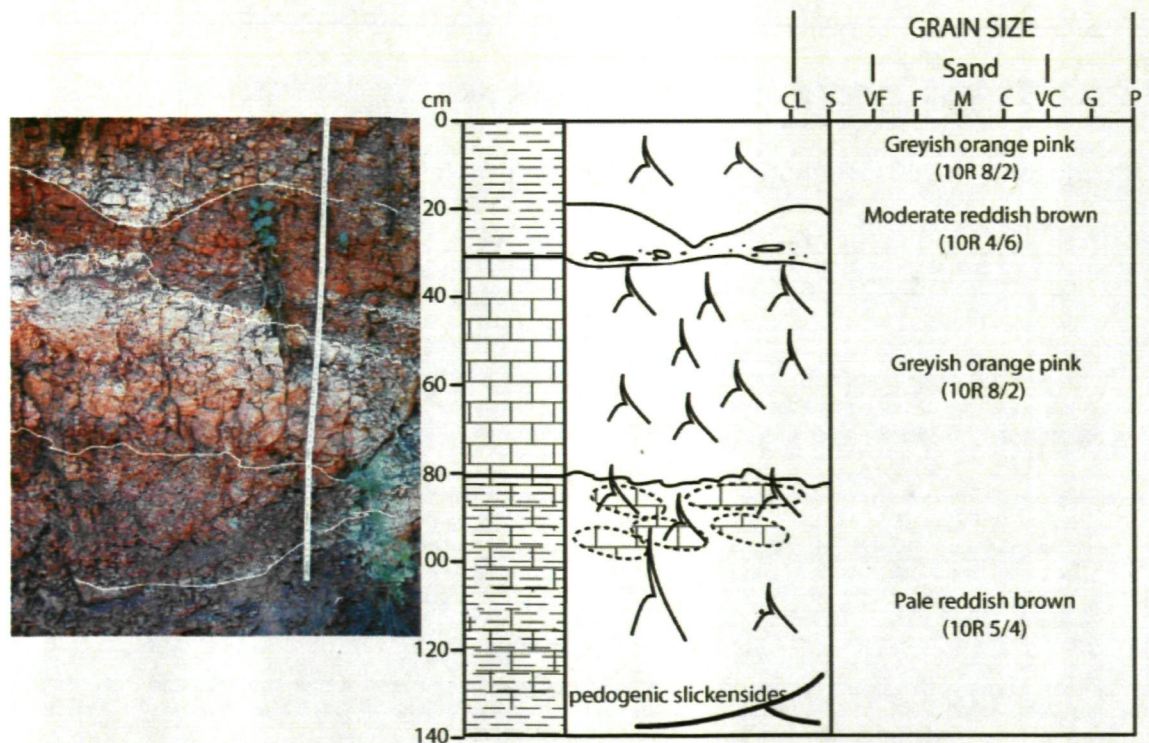 GRAIN SIZE
Sand
cm
CL S VF F M C VC G P
0
Greyish orange pink
(10R 8/2)
20
Moderate reddish brown
(10R 4/6)
40
60
Greyish orange pink
(10R 8/2)
80
00
Pale reddish brown
(10R 5/4)
120
pedogenic slickensides
140